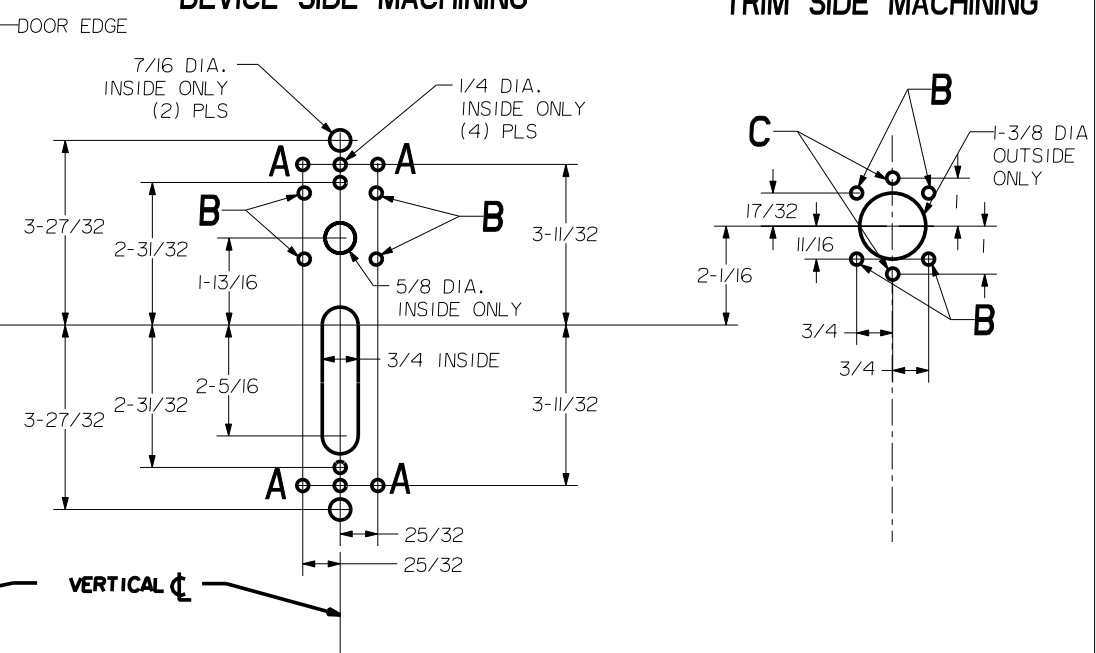 DEVICE SIDE MACHINING
TRIM SIDE MACHINING
DOOR EDGE
7/16 DIA.
INSIDE ONLY
(2) PLS
1/4 DIA.
INSIDE ONLY
(4) PLS
A
A
B
B
3-27/32
2-31/32
1-13/16
3-11/32
5/8 DIA.
INSIDE ONLY
3/4 INSIDE
2-5/16
2-31/32
3-27/32
3-11/32
A
A
25/32
25/32
VERTICAL ℄
B
C
1-3/8 DIA
OUTSIDE
ONLY
17/32
1
11/16
1
2-1/16
B
3/4
3/4